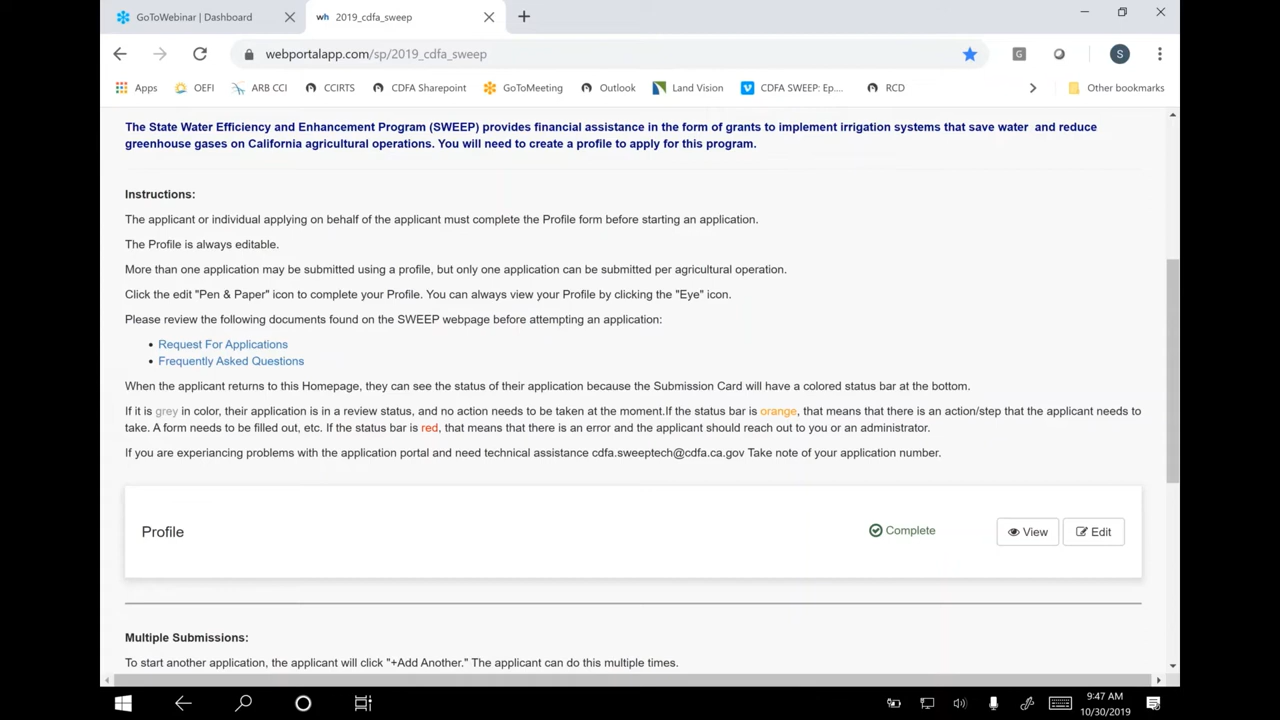 GoToWebinar | Dashboard
wh 2019_cdfa_sweep
webportalapp.com/sp/2019_cdfa_sweep
G
S
Apps OEFI ARB CCI CCIRTS CDFA Sharepoint GoToMeeting Outlook Land Vision CDFA SWEEP: Ep.... RCD Other bookmarks
The State Water Efficiency and Enhancement Program (SWEEP) provides financial assistance in the form of grants to implement irrigation systems that save water and reduce
greenhouse gases on California agricultural operations. You will need to create a profile to apply for this program.
Instructions:
The applicant or individual applying on behalf of the applicant must complete the Profile form before starting an application.
The Profile is always editable.
More than one application may be submitted using a profile, but only one application can be submitted per agricultural operation.
Click the edit "Pen & Paper" icon to complete your Profile. You can always view your Profile by clicking the "Eye" icon.
Please review the following documents found on the SWEEP webpage before attempting an application:
• Request For Applications
• Frequently Asked Questions
When the applicant returns to this Homepage, they can see the status of their application because the Submission Card will have a colored status bar at the bottom.
If it is grey in color, their application is in a review status, and no action needs to be taken at the moment.If the status bar is orange, that means that there is an action/step that the applicant needs to
take. A form needs to be filled out, etc. If the status bar is red, that means that there is an error and the applicant should reach out to you or an administrator.
If you are experiancing problems with the application portal and need technical assistance cdfa.sweeptech@cdfa.ca.gov Take note of your application number.
Profile
Complete
View
Edit
Multiple Submissions:
To start another application, the applicant will click "+Add Another." The applicant can do this multiple times.
9:47 AM
10/30/2019